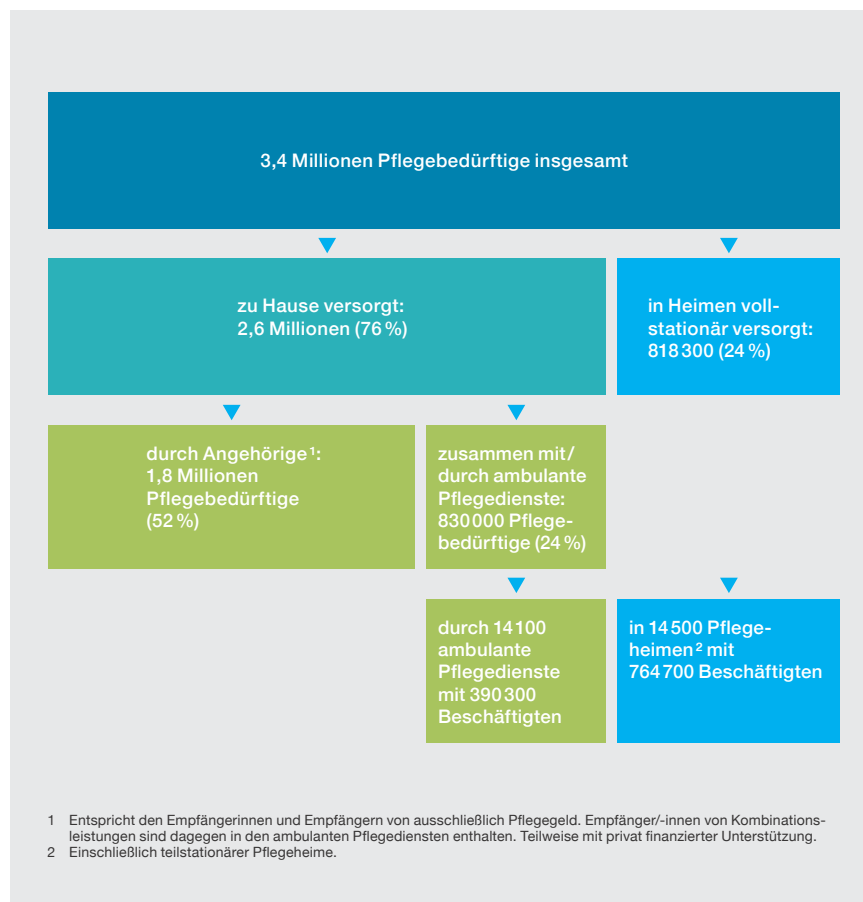 3,4 Millionen Pflegebedürftige insgesamt
zu Hause versorgt:
2,6 Millionen (76 %)
in Heimen voll-
stationär versorgt:
818 300 (24 %)
durch Angehörige¹:
1,8 Millionen
Pflegebedürftige
(52 %)
zusammen mit/
durch ambulante
Pflegedienste:
830 000 Pflege-
bedürftige (24 %)
durch 14 100
ambulante
Pflegedienste
mit 390 300
Beschäftigten
in 14 500 Pflege-
heimen² mit
764 700 Beschäftigten
1 Entspricht den Empfängerinnen und Empfängern von ausschließlich Pflegegeld. Empfänger/-innen von Kombinations-
leistungen sind dagegen in den ambulanten Pflegediensten enthalten. Teilweise mit privat finanzierter Unterstützung.
2 Einschließlich teilstationärer Pflegeheime.